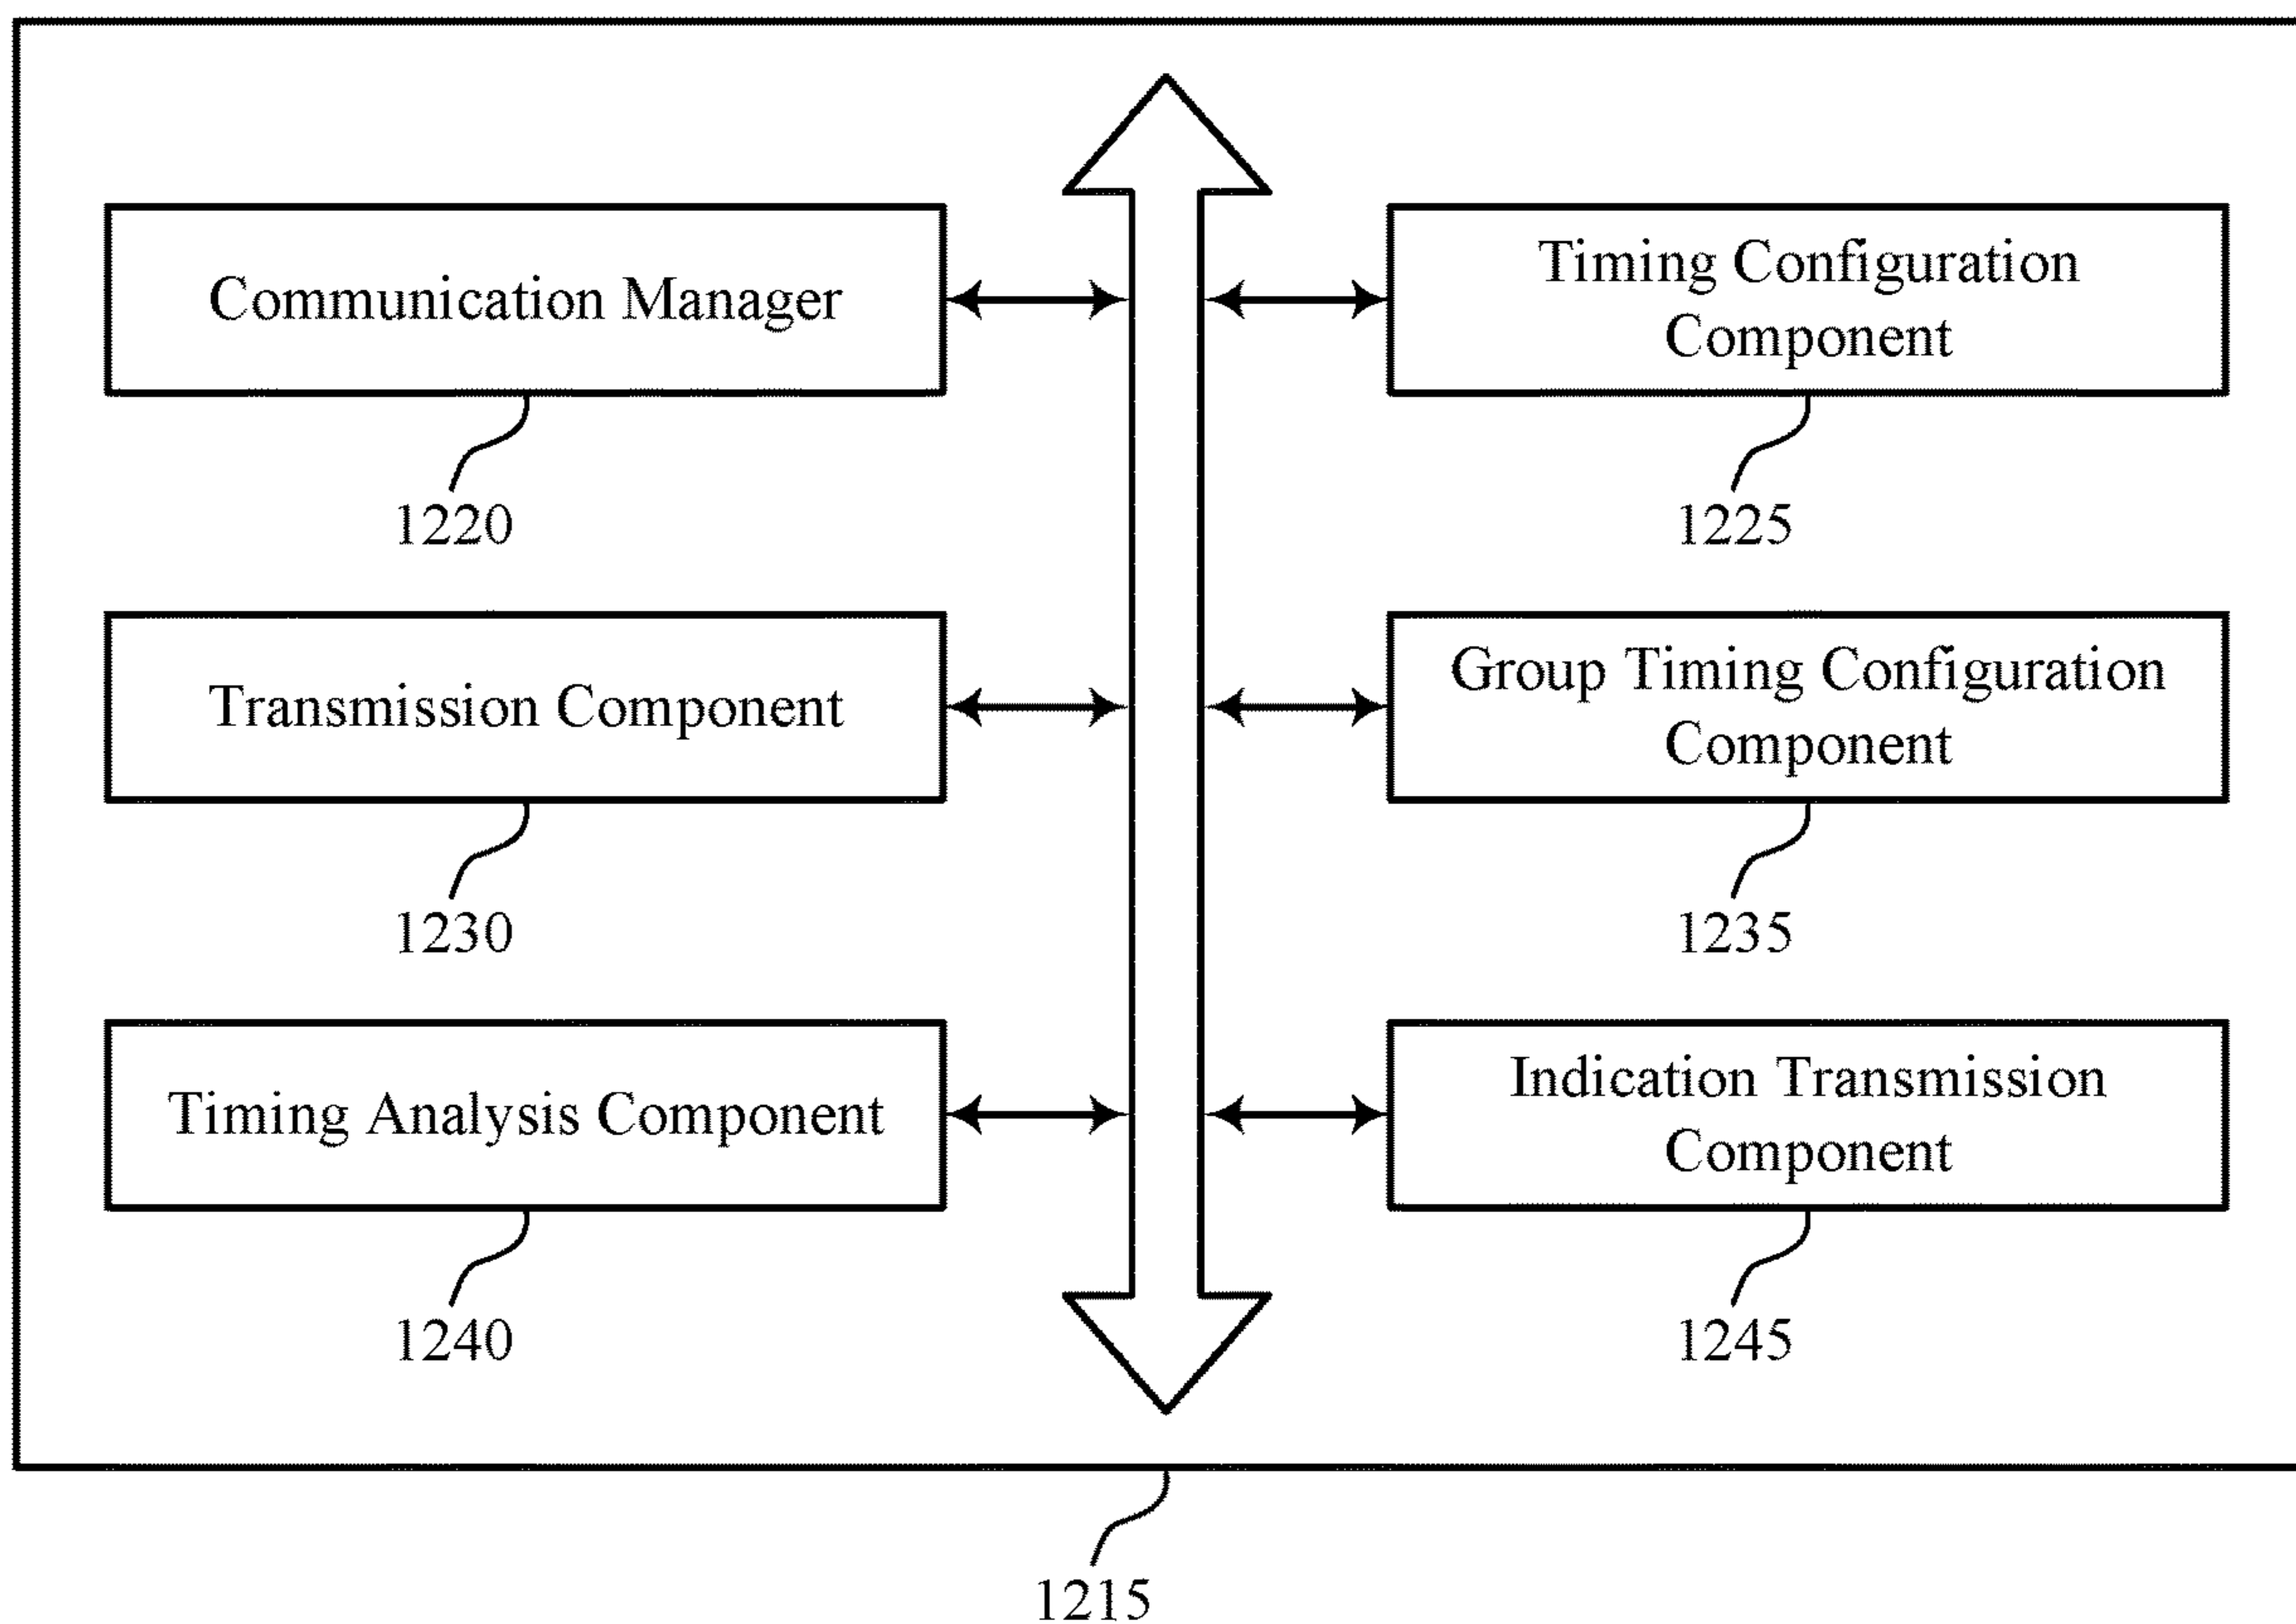 Communication Manager
Timing Configuration
Component
1220
1225
Transmission Component
Group Timing Configuration
Component
1230
1235
Timing Analysis Component
Indication Transmission
Component
1240
1245
1215